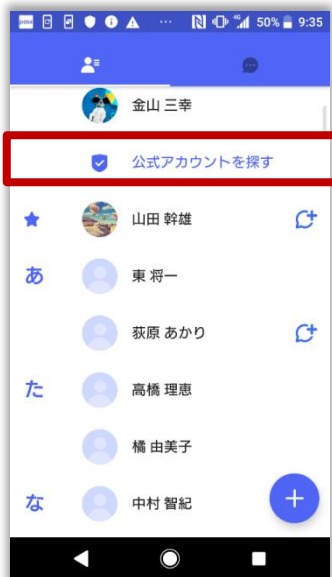 50% 9:35
金山 三幸
公式アカウントを探す
山田 幹雄
あ
東 将一
荻原 あかり
た
高橋 理恵
橘 由美子
な
中村 智紀